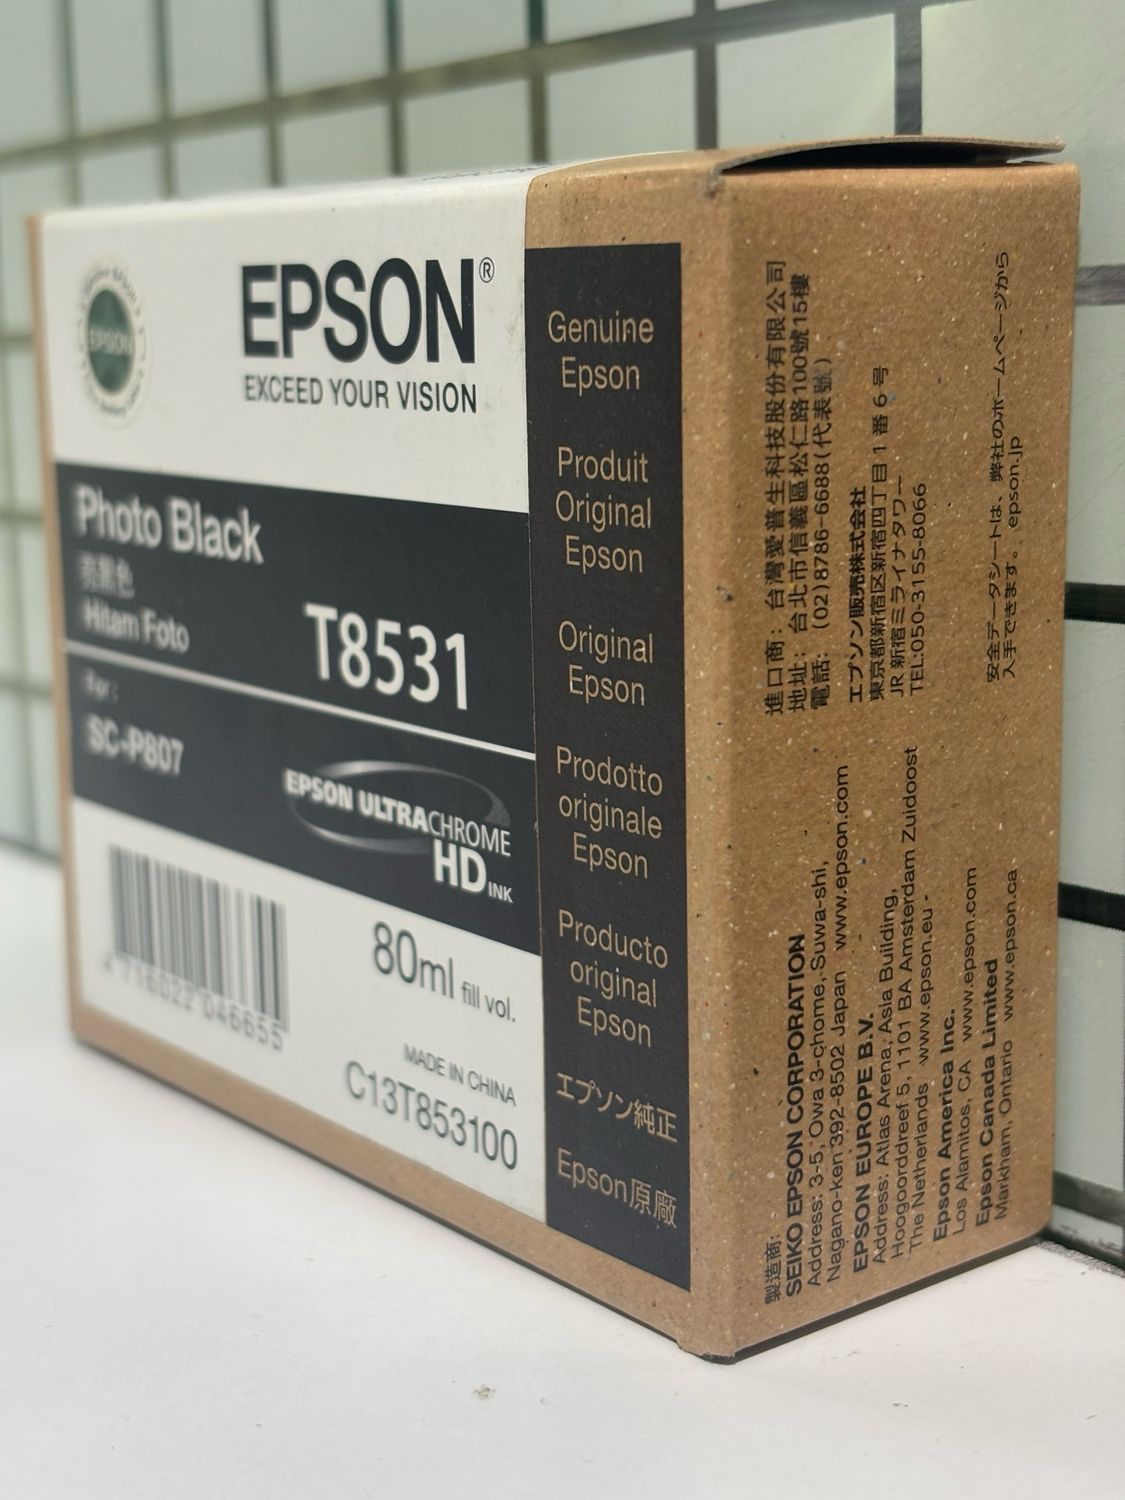 EPSON
EPSON®
EXCEED YOUR VISION
Photo Black
亮黑色
Hitam Foto
T8531
For:
SC-P807
EPSON ULTRACHROME
HD INK
4 716022 046655
80ml fill vol.
MADE IN CHINA
C13T853100
Genuine
Epson
Produit
Original
Epson
Original
Epson
Prodotto
originale
Epson
Producto
original
Epson
エプソン純正
Epson原廠
進口商：台灣愛普生科技股份有限公司
地址：台北市信義區松仁路100號15樓
電話：(02)8786-6688(代表號)
エプソン販売株式会社
東京都新宿区新宿四丁目1番6号
JR新宿ミライナタワー
TEL:050-3155-8066
安全データシートは、弊社のホームページから
入手できます。 epson.jp
製造商:
SEIKO EPSON CORPORATION
Address: 3-5, Owa 3-chome, Suwa-shi,
Nagano-ken 392-8502 Japan www.epson.com
EPSON EUROPE B.V.
Address: Atlas Arena, Asia Building,
Hoogoorddreef 5, 1101 BA Amsterdam Zuidoost
The Netherlands www.epson.eu
Epson America Inc.
Los Alamitos, CA www.epson.com
Epson Canada Limited
Markham, Ontario www.epson.ca